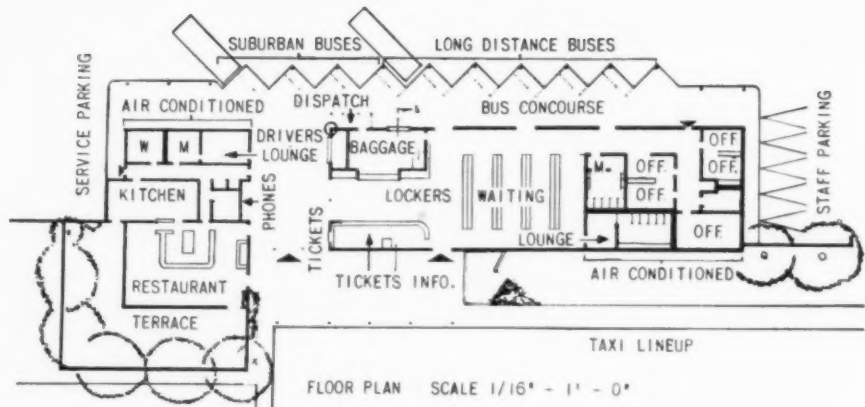 SUBURBAN BUSES
LONG DISTANCE BUSES
SERVICE PARKING
AIR CONDITIONED
DISPATCH
BUS CONCOURSE
STAFF PARKING
W
M
DRIVERS
LOUNGE
BAGGAGE
OFF.
OFF.
M.
OFF.
OFF.
KITCHEN
PHONES
LOCKERS
WAITING
TICKETS
LOUNGE
OFF.
RESTAURANT
TICKETS INFO.
AIR CONDITIONED
TERRACE
TAXI LINEUP
FLOOR PLAN SCALE 1/16" - 1' - 0"